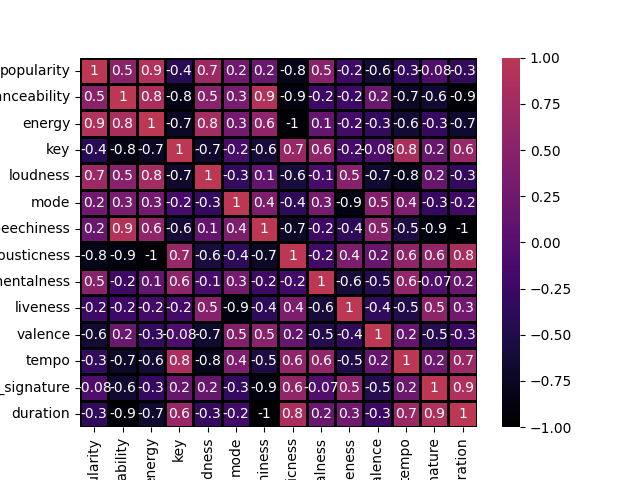 popularity 1 0.5 0.9 -0.4 0.7 0.2 0.2 -0.8 0.5 -0.2 -0.6 -0.3 -0.08 -0.3
nceability 0.5 1 0.8 -0.8 0.5 0.3 0.9 -0.9 -0.2 -0.2 0.2 -0.7 -0.6 -0.9
energy 0.9 0.8 1 -0.7 0.8 0.3 0.6 -1 0.1 -0.2 -0.3 -0.6 -0.3 -0.7
key -0.4 -0.8 -0.7 1 -0.7 -0.2 -0.6 0.7 0.6 -0.2 -0.08 0.8 0.2 0.6
loudness 0.7 0.5 0.8 -0.7 1 -0.3 0.1 -0.6 -0.1 0.5 -0.7 -0.8 0.2 -0.3
mode 0.2 0.3 0.3 -0.2 -0.3 1 0.4 -0.4 0.3 -0.9 0.5 0.4 -0.3 -0.2
eechiness 0.2 0.9 0.6 -0.6 0.1 0.4 1 -0.7 -0.2 -0.4 0.5 -0.5 -0.9 -1
ousticness -0.8 -0.9 -1 0.7 -0.6 -0.4 -0.7 1 -0.2 0.4 0.2 0.6 0.6 0.8
mentalness 0.5 -0.2 0.1 0.6 -0.1 0.3 -0.2 -0.2 1 -0.6 -0.5 0.6 -0.07 0.2
liveness -0.2 -0.2 -0.2 -0.2 0.5 -0.9 -0.4 0.4 -0.6 1 -0.4 -0.5 0.5 0.3
valence -0.6 0.2 -0.3 -0.08 -0.7 0.5 0.5 0.2 -0.5 -0.4 1 0.2 -0.5 -0.3
tempo -0.3 -0.7 -0.6 0.8 -0.8 0.4 -0.5 0.6 0.6 -0.5 0.2 1 0.2 0.7
_signature -0.08 -0.6 -0.3 0.2 0.2 -0.3 -0.9 0.6 -0.07 0.5 -0.5 0.2 1 0.9
duration -0.3 -0.9 -0.7 0.6 -0.3 -0.2 -1 0.8 0.2 0.3 -0.3 0.7 0.9 1
ularity
ability
nergy
key
dness
mode
hiness
icness
alness
eness
alence
tempo
nature
ration
1.00
0.75
0.50
0.25
0.00
−0.25
−0.50
−0.75
−1.00